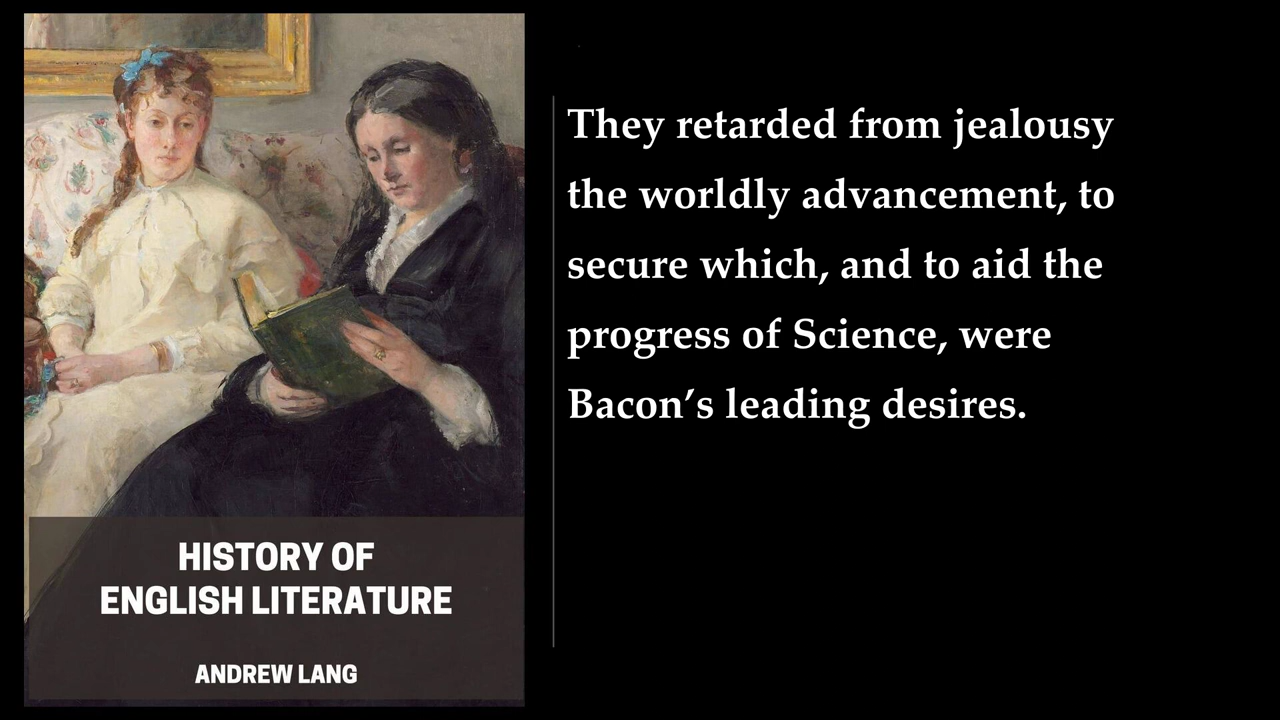 They retarded from jealousy
the worldly advancement, to
secure which, and to aid the
progress of Science, were
Bacon’s leading desires.
HISTORY OF
ENGLISH LITERATURE
ANDREW LANG